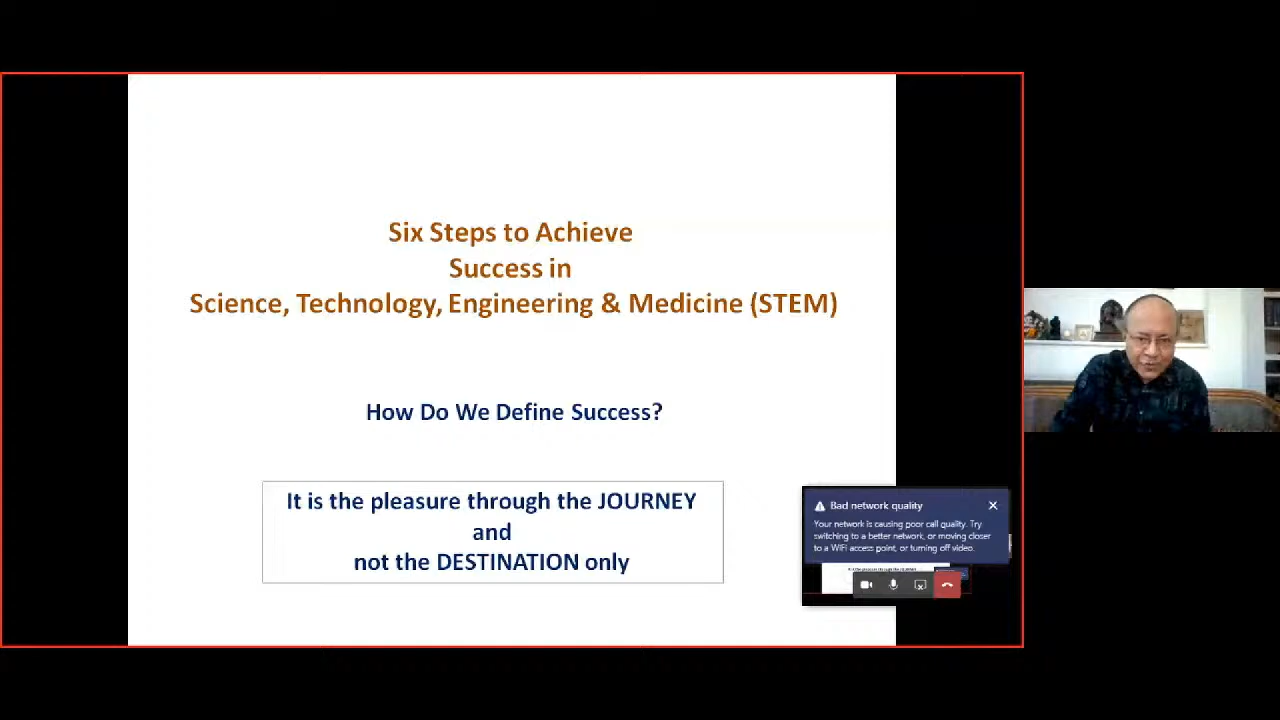 Six Steps to Achieve
Success in
Science, Technology, Engineering & Medicine (STEM)
How Do We Define Success?
It is the pleasure through the JOURNEY
and
not the DESTINATION only
Bad network quality
Your network is causing poor call quality. Try
switching to a better network, or moving closer
to a WiFi access point, or turning off video.